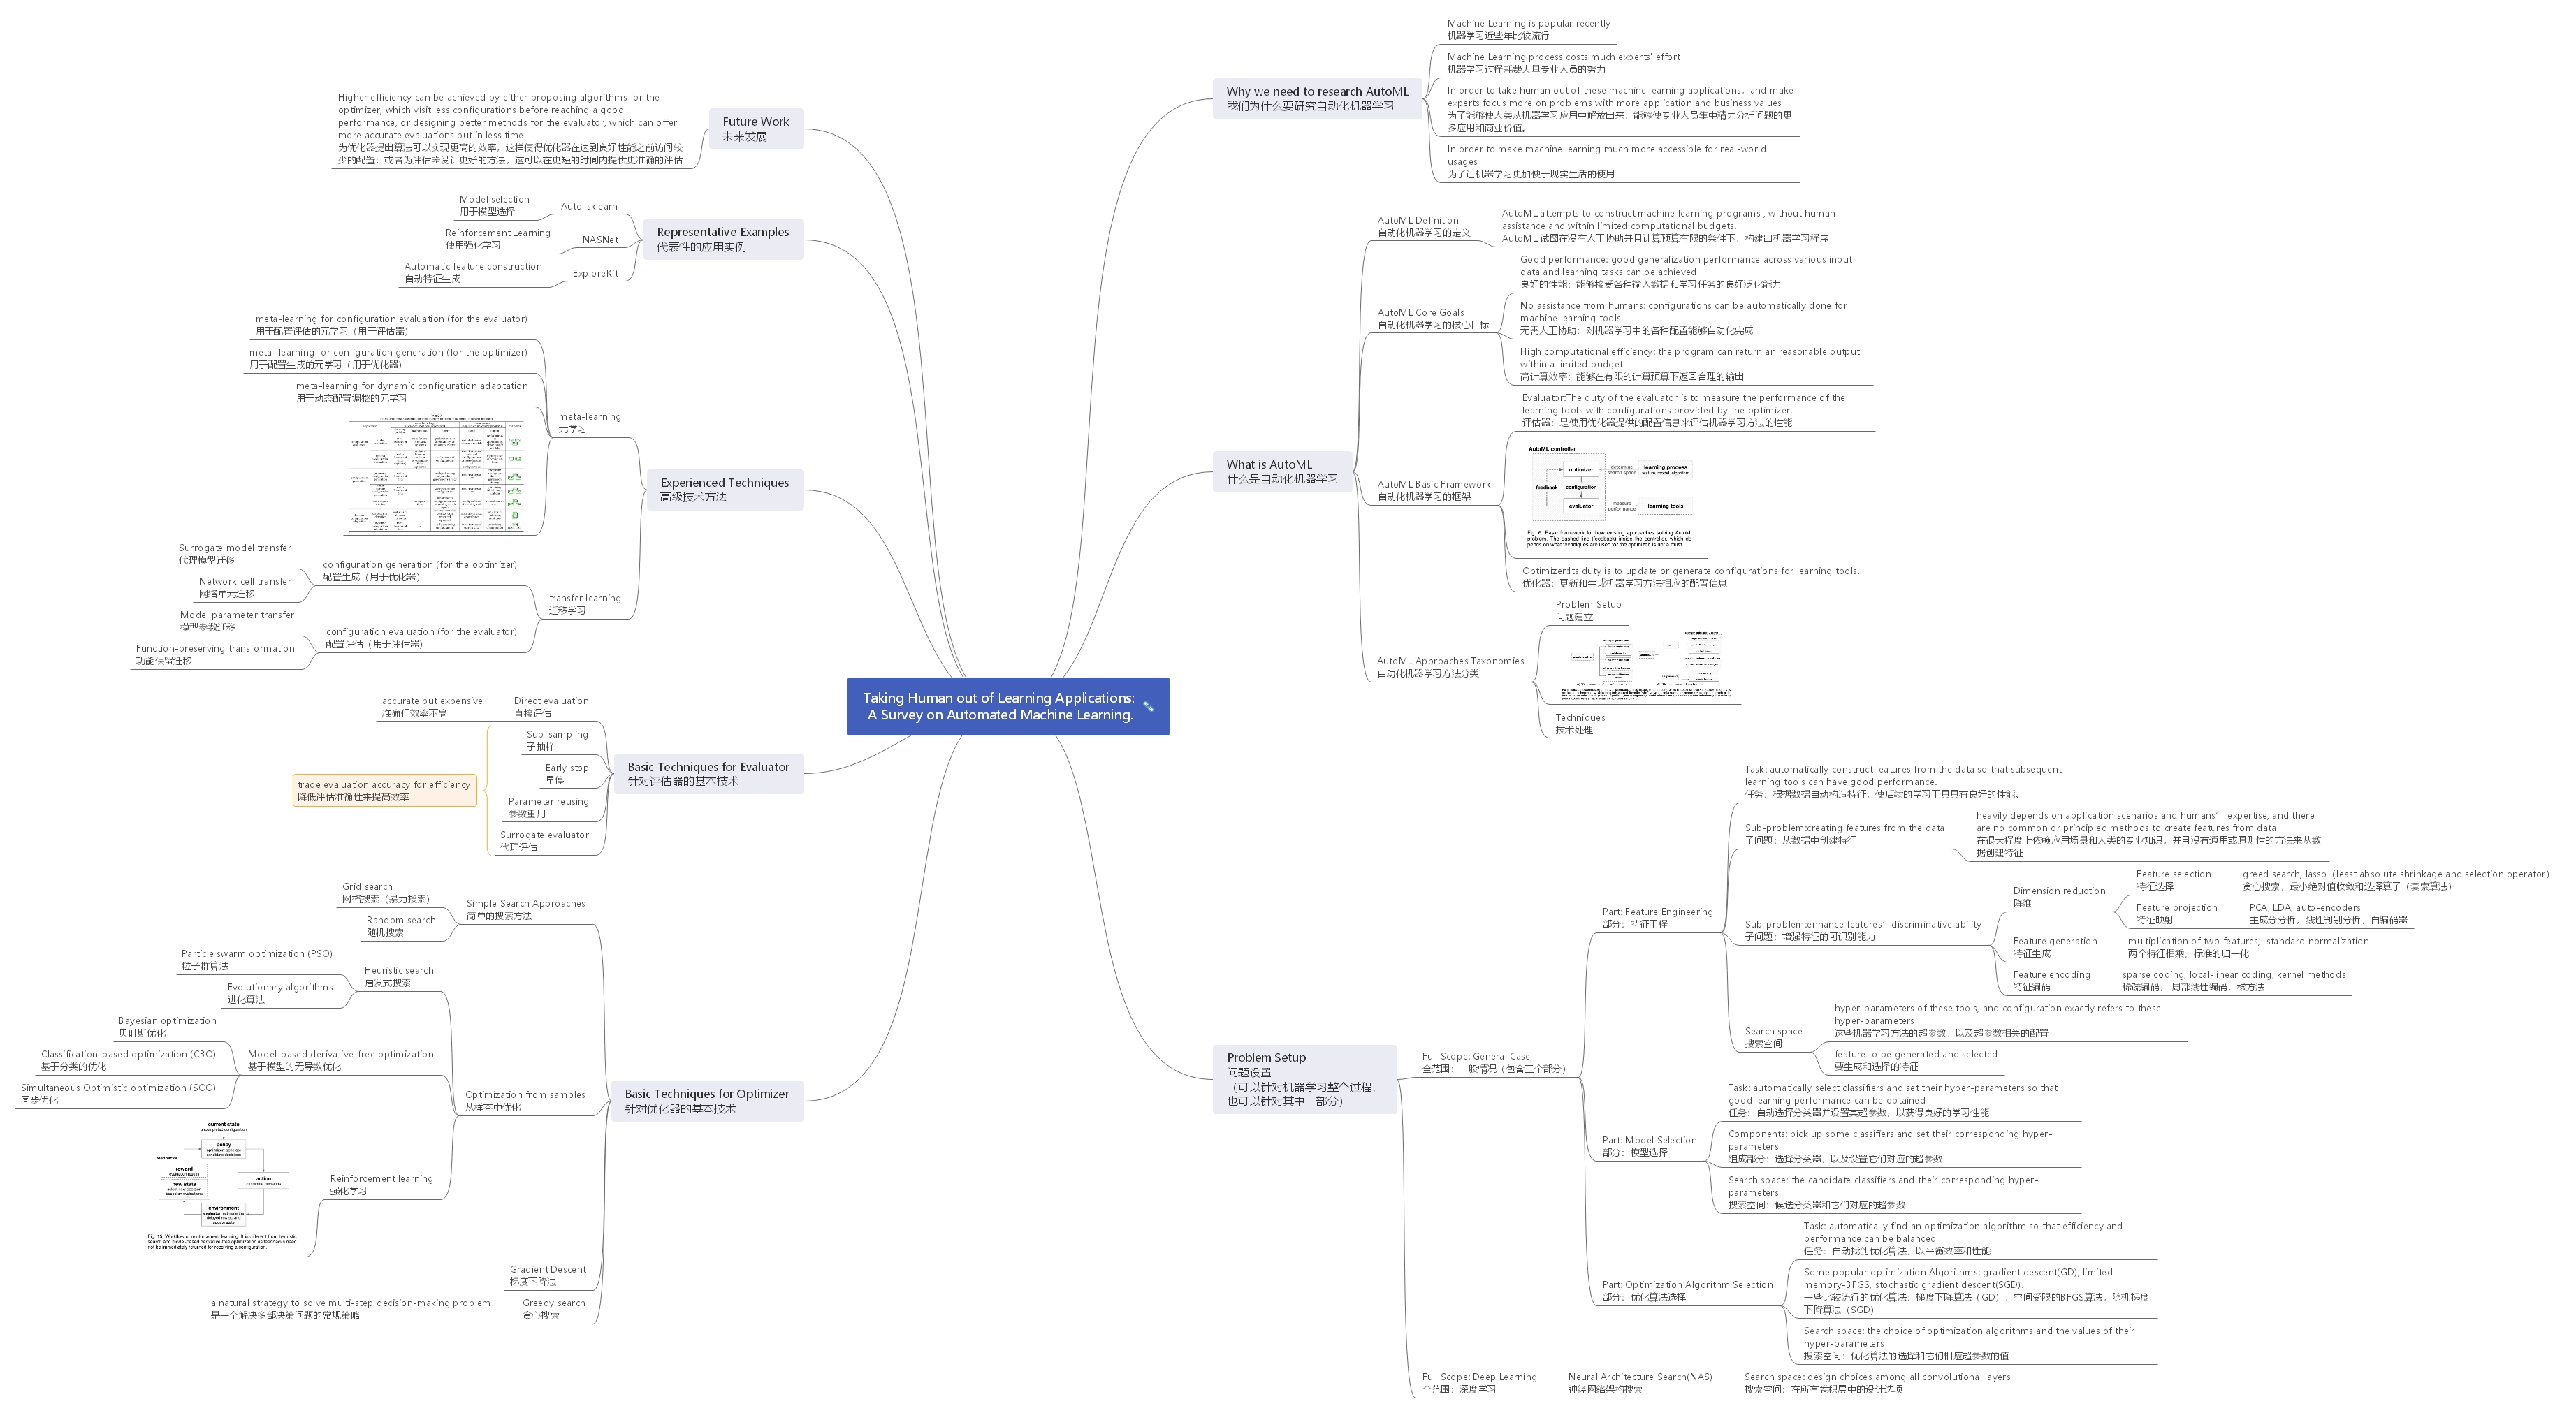 Taking Human out of Learning Applications:
A Survey on Automated Machine Learning.
Why we need to research AutoML
我们为什么要研究自动化机器学习
Machine Learning is popular recently
机器学习近些年比较流行
Machine Learning process costs much experts' effort
机器学习过程耗费大量专业人员的努力
In order to take human out of these machine learning applications, and make
experts focus more on problems with more application and business values
为了能够使人类从机器学习应用中解放出来，能够使专业人员集中精力分析问题的更
多应用和商业价值。
In order to make machine learning much more accessible for real-world
usages
为了让机器学习更加便于现实生活的使用
What is AutoML
什么是自动化机器学习
AutoML Definition
自动化机器学习的定义
AutoML attempts to construct machine learning programs , without human
assistance and within limited computational budgets.
AutoML 试图在没有人工协助并且计算预算有限的条件下，构建出机器学习程序
AutoML Core Goals
自动化机器学习的核心目标
Good performance: good generalization performance across various input
data and learning tasks can be achieved
良好的性能：能够接受各种输入数据和学习任务的良好泛化能力
No assistance from humans: configurations can be automatically done for
machine learning tools
无需人工协助：对机器学习中的各种配置能够自动化完成
High computational efficiency: the program can return an reasonable output
within a limited budget
高计算效率：能够在有限的计算预算下返回合理的输出
AutoML Basic Framework
自动化机器学习的框架
Evaluator:The duty of the evaluator is to measure the performance of the
learning tools with configurations provided by the optimizer.
评估器：是使用优化器提供的配置信息来评估机器学习方法的性能
AutoML controller
optimizer
determine
search space
learning process
feature model algorithm
feedback
configuration
evaluator
measure
performance
learning tools
Fig. 6. Basic framework for how existing approaches solving AutoML
problem. The dashed line (feedback) inside the controller, which de-
pends on what techniques are used for the optimizer, is not a must.
Optimizer:Its duty is to update or generate configurations for learning tools.
优化器：更新和生成机器学习方法相应的配置信息
AutoML Approaches Taxonomies
自动化机器学习方法分类
Problem Setup
问题建立
Techniques
技术处理
Problem Setup
问题设置
（可以针对机器学习整个过程，
也可以针对其中一部分）
Full Scope: General Case
全范围：一般情况（包含三个部分）
Part: Feature Engineering
部分：特征工程
Task: automatically construct features from the data so that subsequent
learning tools can have good performance.
任务：根据数据自动构造特征，使后续的学习工具具有良好的性能。
Sub-problem:creating features from the data
子问题：从数据中创建特征
heavily depends on application scenarios and humans’ expertise, and there
are no common or principled methods to create features from data
在很大程度上依赖应用场景和人类的专业知识，并且没有通用或原则性的方法来从数
据创建特征
Sub-problem:enhance features’ discriminative ability
子问题：增强特征的可识别能力
Dimension reduction
降维
Feature selection
特征选择
greed search, lasso（least absolute shrinkage and selection operator）
贪心搜索，最小绝对值收敛和选择算子（套索算法）
Feature projection
特征映射
PCA, LDA, auto-encoders
主成分分析，线性判别分析，自编码器
Feature generation
特征生成
multiplication of two features, standard normalization
两个特征相乘，标准的归一化
Feature encoding
特征编码
sparse coding, local-linear coding, kernel methods
稀疏编码， 局部线性编码，核方法
Search space
搜索空间
hyper-parameters of these tools, and configuration exactly refers to these
hyper-parameters
这些机器学习方法的超参数，以及超参数相关的配置
feature to be generated and selected
要生成和选择的特征
Part: Model Selection
部分：模型选择
Task: automatically select classifiers and set their hyper-parameters so that
good learning performance can be obtained
任务：自动选择分类器并设置其超参数，以获得良好的学习性能
Components: pick up some classifiers and set their corresponding hyper-
parameters
组成部分：选择分类器，以及设置它们对应的超参数
Search space: the candidate classifiers and their corresponding hyper-
parameters
搜索空间：候选分类器和它们对应的超参数
Part: Optimization Algorithm Selection
部分：优化算法选择
Task: automatically find an optimization algorithm so that efficiency and
performance can be balanced
任务：自动找到优化算法，以平衡效率和性能
Some popular optimization Algorithms: gradient descent(GD), limited
memory-BFGS, stochastic gradient descent(SGD).
一些比较流行的优化算法：梯度下降算法（GD），空间受限的BFGS算法，随机梯度
下降算法（SGD）
Search space: the choice of optimization algorithms and the values of their
hyper-parameters
搜索空间：优化算法的选择和它们相应超参数的值
Full Scope: Deep Learning
全范围：深度学习
Neural Architecture Search(NAS)
神经网络架构搜索
Search space: design choices among all convolutional layers
搜索空间：在所有卷积层中的设计选项
Future Work
未来发展
Higher efficiency can be achieved by either proposing algorithms for the
optimizer, which visit less configurations before reaching a good
performance, or designing better methods for the evaluator, which can offer
more accurate evaluations but in less time
为优化器提出算法可以实现更高的效率，这样使得优化器在达到良好性能之前访问较
少的配置；或者为评估器设计更好的方法，这可以在更短的时间内提供更准确的评估
Representative Examples
代表性的应用实例
Auto-sklearn
Model selection
用于模型选择
NASNet
Reinforcement Learning
使用强化学习
ExploreKit
Automatic feature construction
自动特征生成
Experienced Techniques
高级技术方法
meta-learning
元学习
meta-learning for configuration evaluation (for the evaluator)
用于配置评估的元学习（用于评估器）
meta- learning for configuration generation (for the optimizer)
用于配置生成的元学习（用于优化器）
meta-learning for dynamic configuration adaptation
用于动态配置调整的元学习
transfer learning
迁移学习
configuration generation (for the optimizer)
配置生成（用于优化器）
Surrogate model transfer
代理模型迁移
Network cell transfer
网络单元迁移
configuration evaluation (for the evaluator)
配置评估（用于评估器）
Model parameter transfer
模型参数迁移
Function-preserving transformation
功能保留迁移
Basic Techniques for Evaluator
针对评估器的基本技术
Direct evaluation
直接评估
accurate but expensive
准确但效率不高
Sub-sampling
子抽样
Early stop
早停
Parameter reusing
参数重用
Surrogate evaluator
代理评估
trade evaluation accuracy for efficiency
降低评估准确性来提高效率
Basic Techniques for Optimizer
针对优化器的基本技术
Simple Search Approaches
简单的搜索方法
Grid search
网格搜索（暴力搜索）
Random search
随机搜索
Optimization from samples
从样本中优化
Heuristic search
启发式搜索
Particle swarm optimization (PSO)
粒子群算法
Evolutionary algorithms
进化算法
Model-based derivative-free optimization
基于模型的无导数优化
Bayesian optimization
贝叶斯优化
Classification-based optimization (CBO)
基于分类的优化
Simultaneous Optimistic optimization (SOO)
同步优化
Reinforcement learning
强化学习
current state
uncompleted configuration
policy
optimizer: generate
candidate decisions
feedbacks
reward
evaluation results
new state
based on evaluations
action
candidate decisions
environment
evaluation: estimate the
delayed reward and
update state
Fig. 15. Workflow of reinforcement learning. It is different from heuristic
search and model-based derivative-free optimization as feedbacks need
not be immediately returned for receiving a configuration.
Gradient Descent
梯度下降法
Greedy search
贪心搜索
a natural strategy to solve multi-step decision-making problem
是一个解决多部决策问题的常规策略